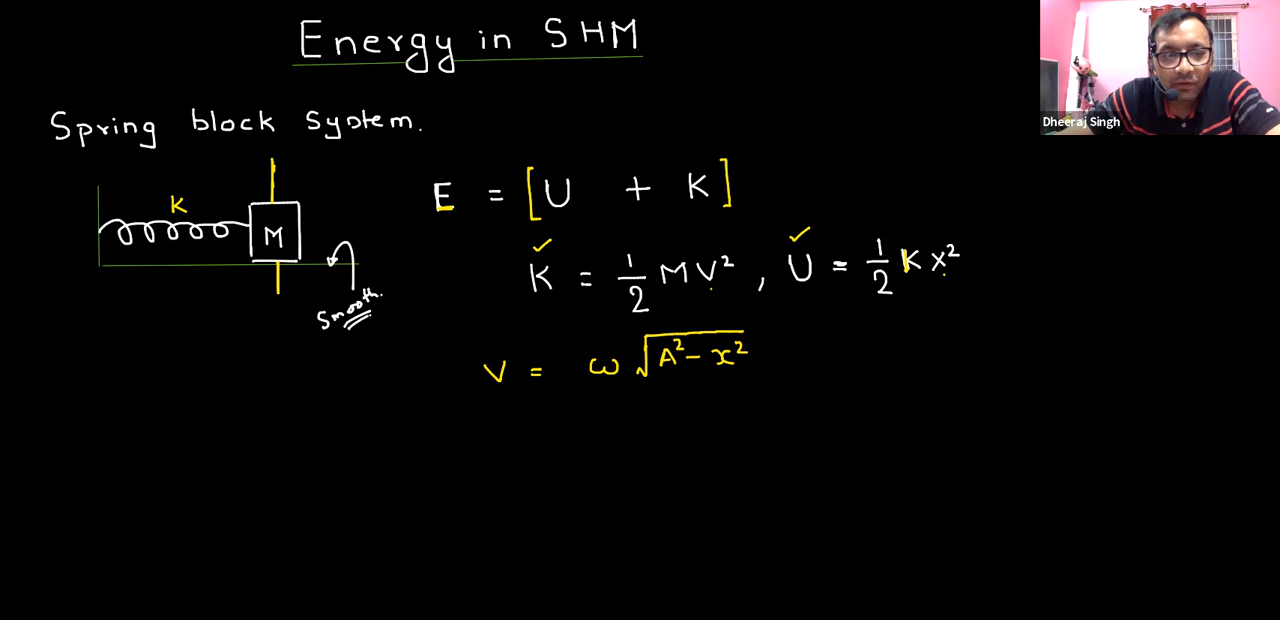 Energy in SHM
Dheeraj Singh
Spring block system.
K
M
Smooth.
E = [U + K]
K = 1/2 MV², U = 1/2 Kx²
V = ω√(A² - x²)